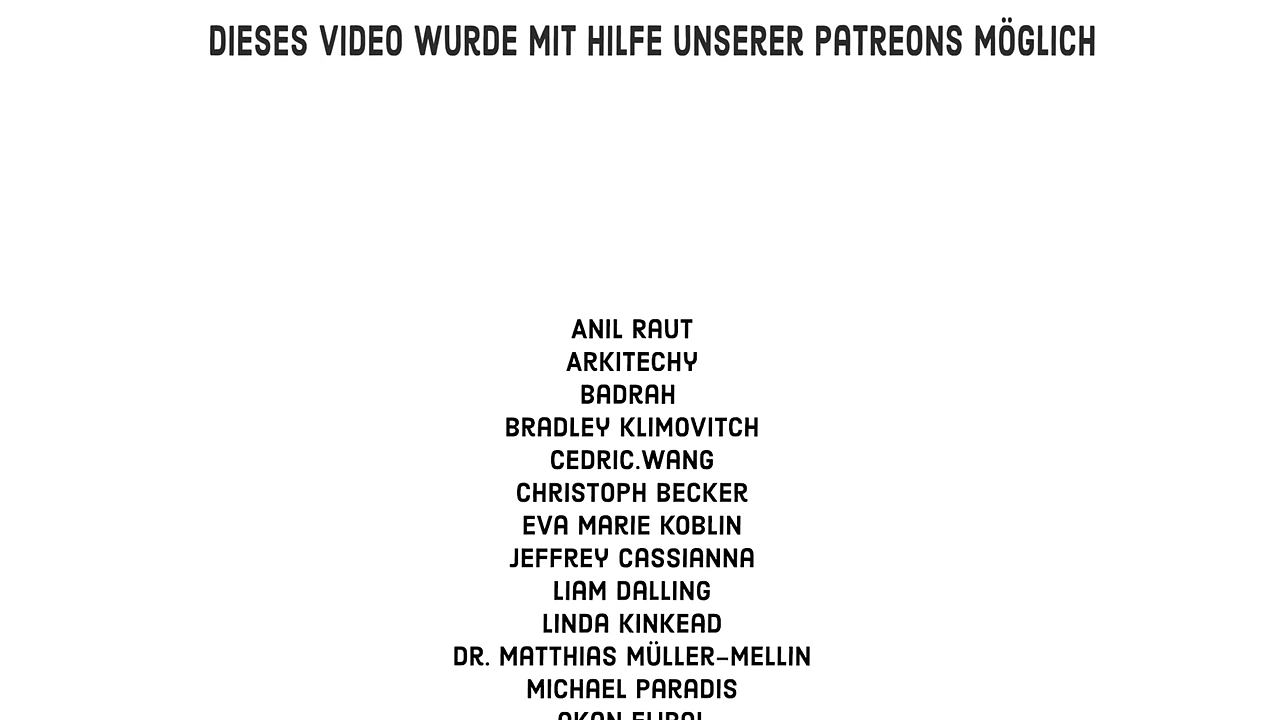 DIESES VIDEO WURDE MIT HILFE UNSERER PATREONS MÖGLICH
ANIL RAUT
ARKITECHY
BADRAH
BRADLEY KLIMOVITCH
CEDRIC.WANG
CHRISTOPH BECKER
EVA MARIE KOBLIN
JEFFREY CASSIANNA
LIAM DALLING
LINDA KINKEAD
DR. MATTHIAS MÜLLER-MELLIN
MICHAEL PARADIS